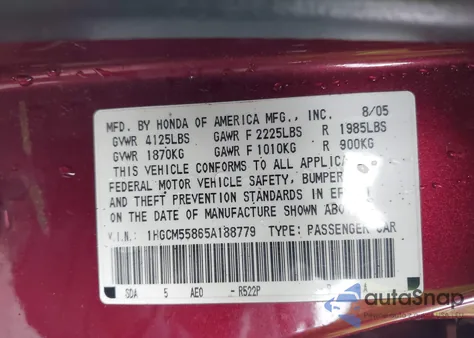 MFD. BY HONDA OF AMERICA MFG., INC. 8/05
GVWR 4125LBS GAWR F 2225LBS R 1985LBS
GVWR 1870KG GAWR F 1010KG R 900KG
THIS VEHICLE CONFORMS TO ALL APPLICA
FEDERAL MOTOR VEHICLE SAFETY, BUMPER
AND THEFT PREVENTION STANDARDS IN EF
ON THE DATE OF MANUFACTURE SHOWN ABO
V.I.N.: 1HGCM55865A188779 TYPE: PASSENGER CAR
SDA 5 AE0 - R522P A
autoSnap